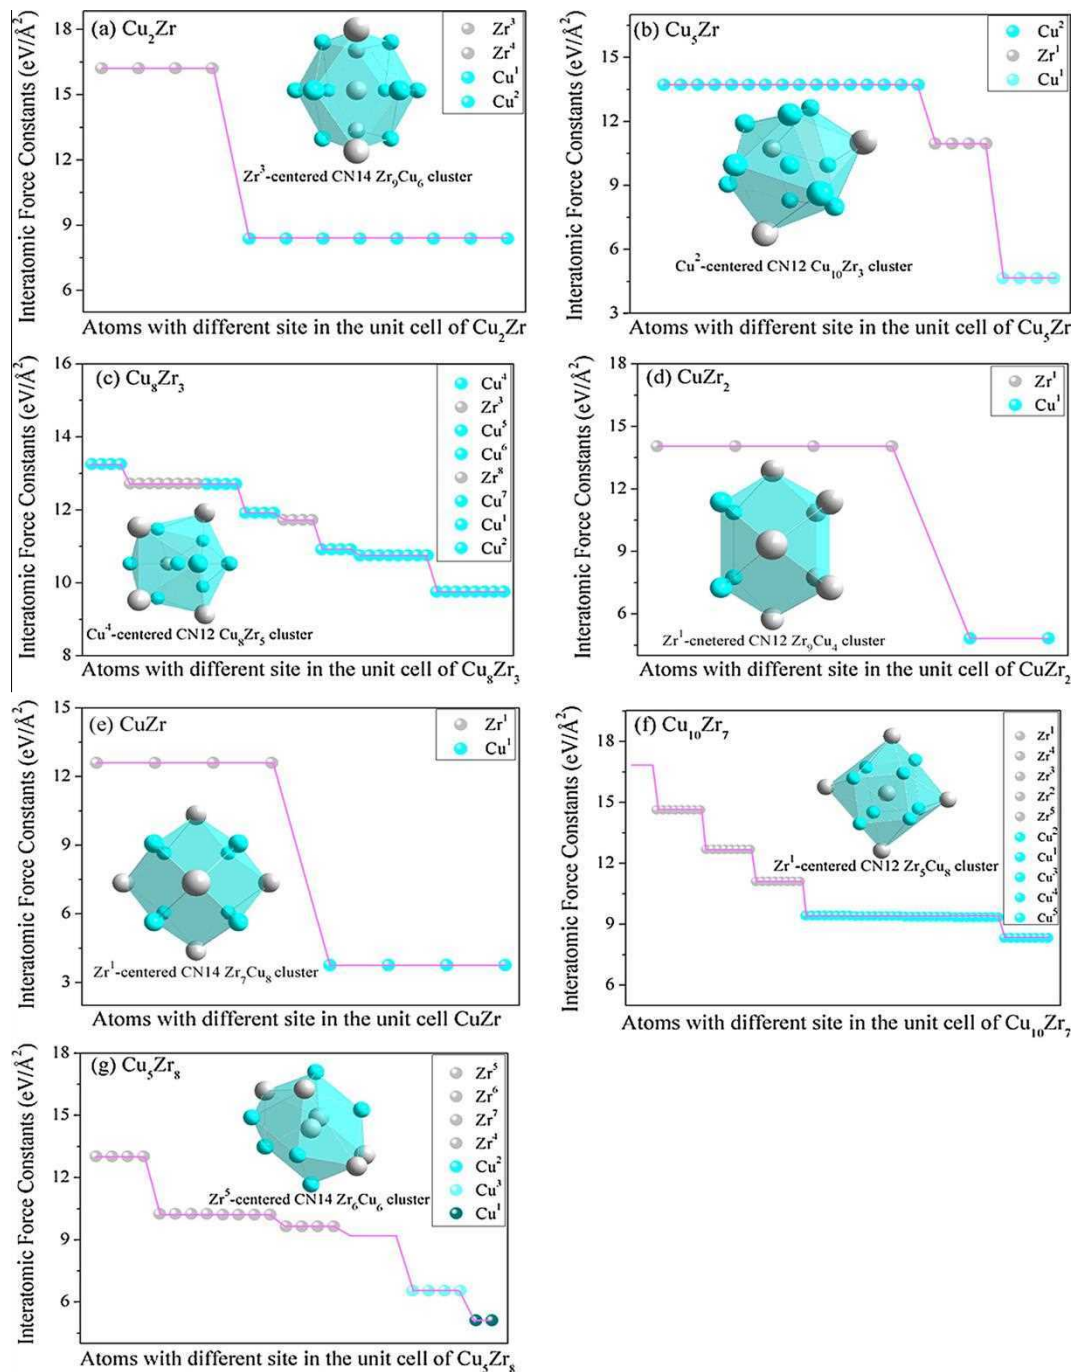 (a) Cu₂Zr
Interatomic Force Constants (eV/Å²)
18
15
12
9
6
Zr³
Zr⁴
Cu¹
Cu²
Zr³-centered CN14 Zr₉Cu₆ cluster
Atoms with different site in the unit cell of Cu₂Zr
(b) Cu₅Zr
Interatomic Force Constants (eV/Å²)
18
15
12
9
6
3
Cu²
Zr¹
Cu¹
Cu²-centered CN12 Cu₁₀Zr₃ cluster
Atoms with different site in the unit cell of Cu₅Zr
(c) Cu₈Zr₃
Interatomic Force Constants (eV/Å²)
16
14
12
10
8
Cu⁴
Zr³
Cu⁵
Cu⁶
Zr⁸
Cu⁷
Cu¹
Cu²
Cu⁴-centered CN12 Cu₈Zr₅ cluster
Atoms with different site in the unit cell of Cu₈Zr₃
(d) CuZr₂
Interatomic Force Constants (eV/Å²)
18
15
12
9
6
Zr¹
Cu¹
Zr¹-cnetered CN12 Zr₉Cu₄ cluster
Atoms with different site in the unit cell of CuZr₂
(e) CuZr
Interatomic Force Constants (eV/Å²)
15
12
9
6
3
Zr¹
Cu¹
Zr¹-centered CN14 Zr₇Cu₈ cluster
Atoms with different site in the unit cell CuZr
(f) Cu₁₀Zr₇
Interatomic Force Constants (eV/Å²)
18
15
12
9
6
Zr¹
Zr⁴
Zr³
Zr²
Zr⁵
Cu²
Cu¹
Cu³
Cu⁴
Cu⁵
Zr¹-centered CN12 Zr₅Cu₈ cluster
Atoms with different site in the unit cell of Cu₁₀Zr₇
(g) Cu₅Zr₈
Interatomic Force Constants (eV/Å²)
18
15
12
9
6
Zr⁵
Zr⁶
Zr⁷
Zr⁴
Cu²
Cu³
Cu¹
Zr⁵-centered CN14 Zr₆Cu₆ cluster
Atoms with different site in the unit cell of Cu₅Zr₈